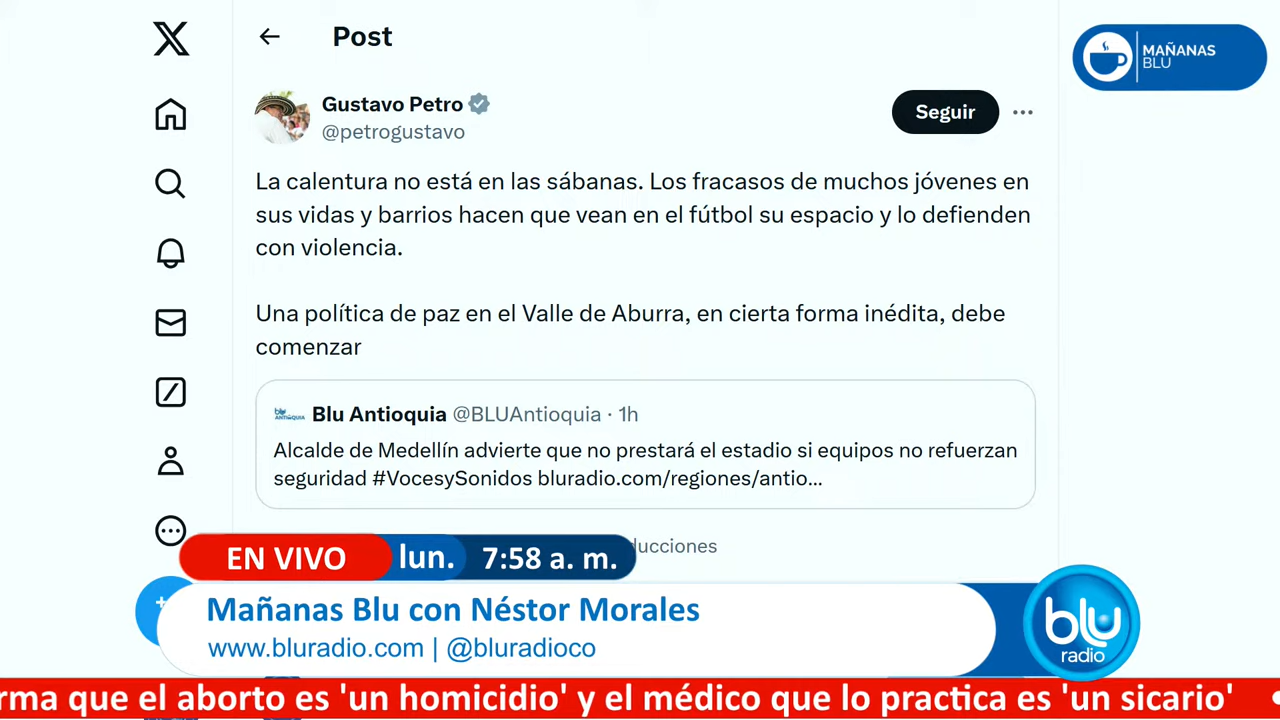 Post
MAÑANAS
BLU
Gustavo Petro
@petrogustavo
Seguir
La calentura no está en las sábanas. Los fracasos de muchos jóvenes en
sus vidas y barrios hacen que vean en el fútbol su espacio y lo defienden
con violencia.
Una política de paz en el Valle de Aburra, en cierta forma inédita, debe
comenzar
blu
ANTIOQUIA
Blu Antioquia @BLUAntioquia · 1h
Alcalde de Medellín advierte que no prestará el estadio si equipos no refuerzan
seguridad #VocesySonidos bluradio.com/regiones/antio...
ducciones
EN VIVO lun. 7:58 a. m.
Mañanas Blu con Néstor Morales
www.bluradio.com | @bluradioco
blu
radio
rma que el aborto es 'un homicidio' y el médico que lo practica es 'un sicario' •